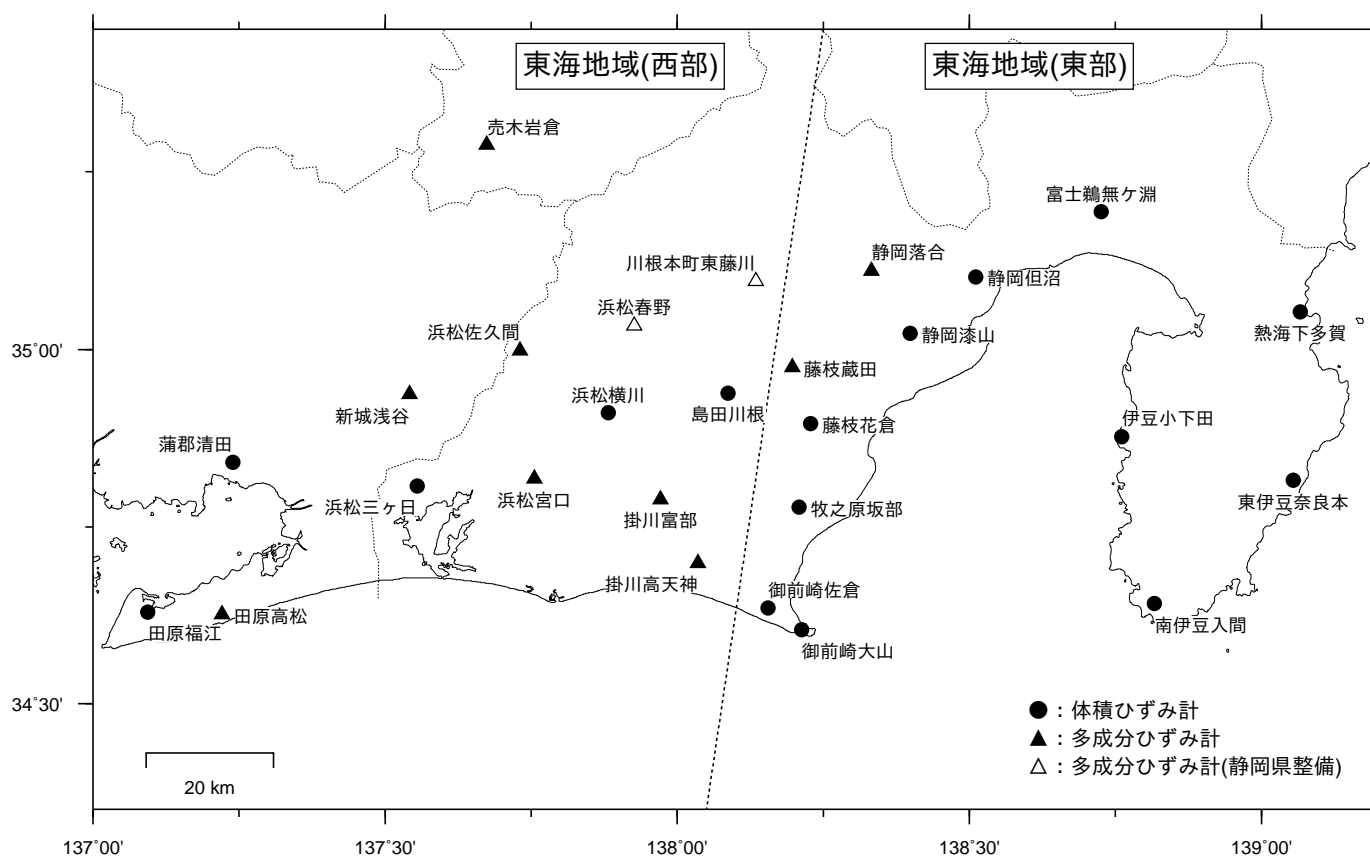 東海地域(西部)
東海地域(東部)
売木岩倉
富士鵜無ケ淵
静岡落合
川根本町東藤川
静岡但沼
浜松春野
熱海下多賀
浜松佐久間
静岡漆山
35°00'
藤枝蔵田
浜松横川
島田川根
新城浅谷
伊豆小下田
藤枝花倉
蒲郡清田
浜松宮口
東伊豆奈良本
浜松三ヶ日
牧之原坂部
掛川富部
掛川高天神
御前崎佐倉
田原高松
南伊豆入間
田原福江
御前崎大山
34°30'
●：体積ひずみ計
▲：多成分ひずみ計
△：多成分ひずみ計(静岡県整備)
20 km
137°00'
137°30'
138°00'
138°30'
139°00'